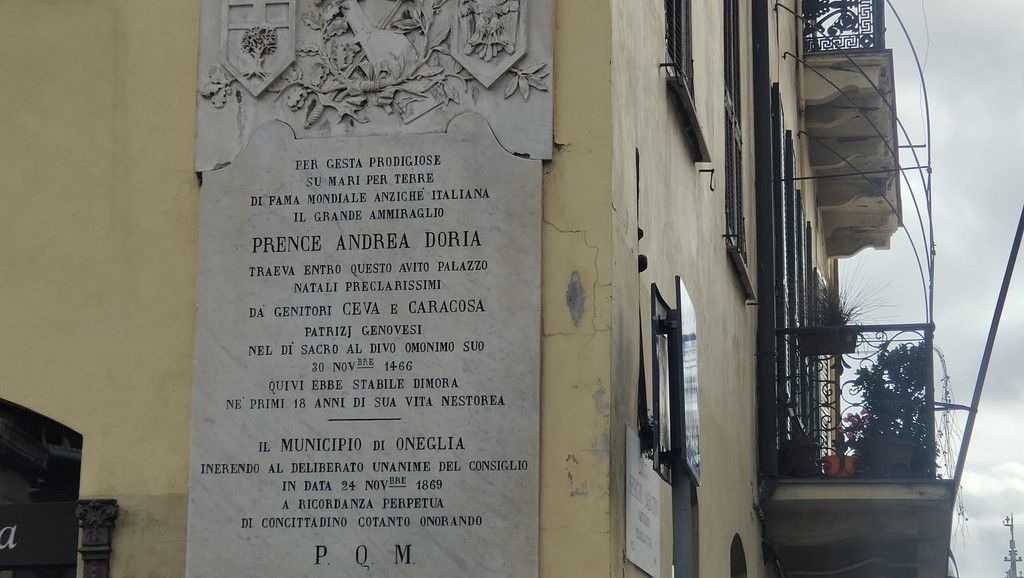 PER GESTA PRODIGIOSE
SU MARI PER TERRE
DI FAMA MONDIALE ANZICHÈ ITALIANA
IL GRANDE AMMIRAGLIO
PRENCE ANDREA DORIA
TRAEVA ENTRO QUESTO AVITO PALAZZO
NATALI PRECLARISSIMI
DA' GENITORI CEVA E CARACOSA
PATRIZJ GENOVESI
NEL DÌ SACRO AL DIVO OMONIMO SUO
30 NOVBRE 1466
QUIVI EBBE STABILE DIMORA
NE' PRIMI 18 ANNI DI SUA VITA NESTOREA
IL MUNICIPIO DI ONEGLIA
INERENDO AL DELIBERATO UNANIME DEL CONSIGLIO
IN DATA 24 NOVBRE 1869
A RICORDANZA PERPETUA
DI CONCITTADINO COTANTO ONORANDO
P. Q. M.
a